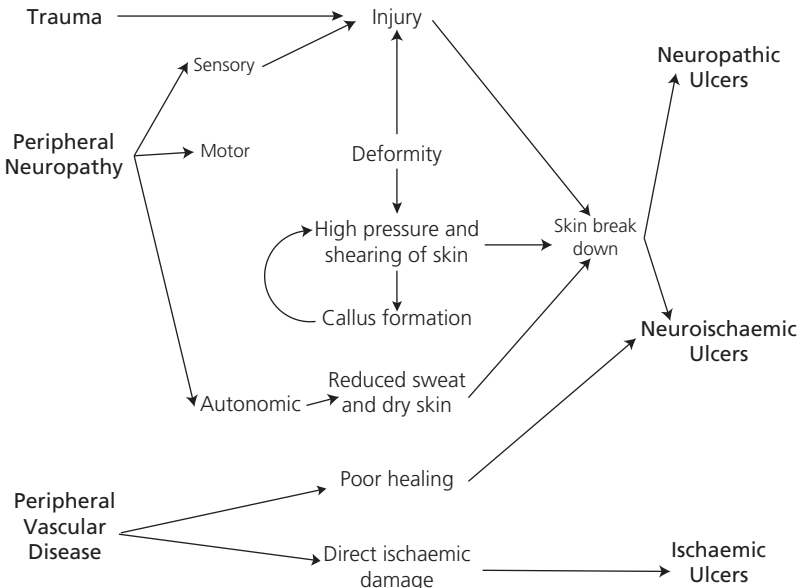 Trauma
Injury
Sensory
Neuropathic
Ulcers
Peripheral
Neuropathy
Motor
Deformity
High pressure and
shearing of skin
Skin break
down
Callus formation
Neuroischaemic
Ulcers
Autonomic
Reduced sweat
and dry skin
Poor healing
Peripheral
Vascular
Disease
Direct ischaemic
damage
Ischaemic
Ulcers